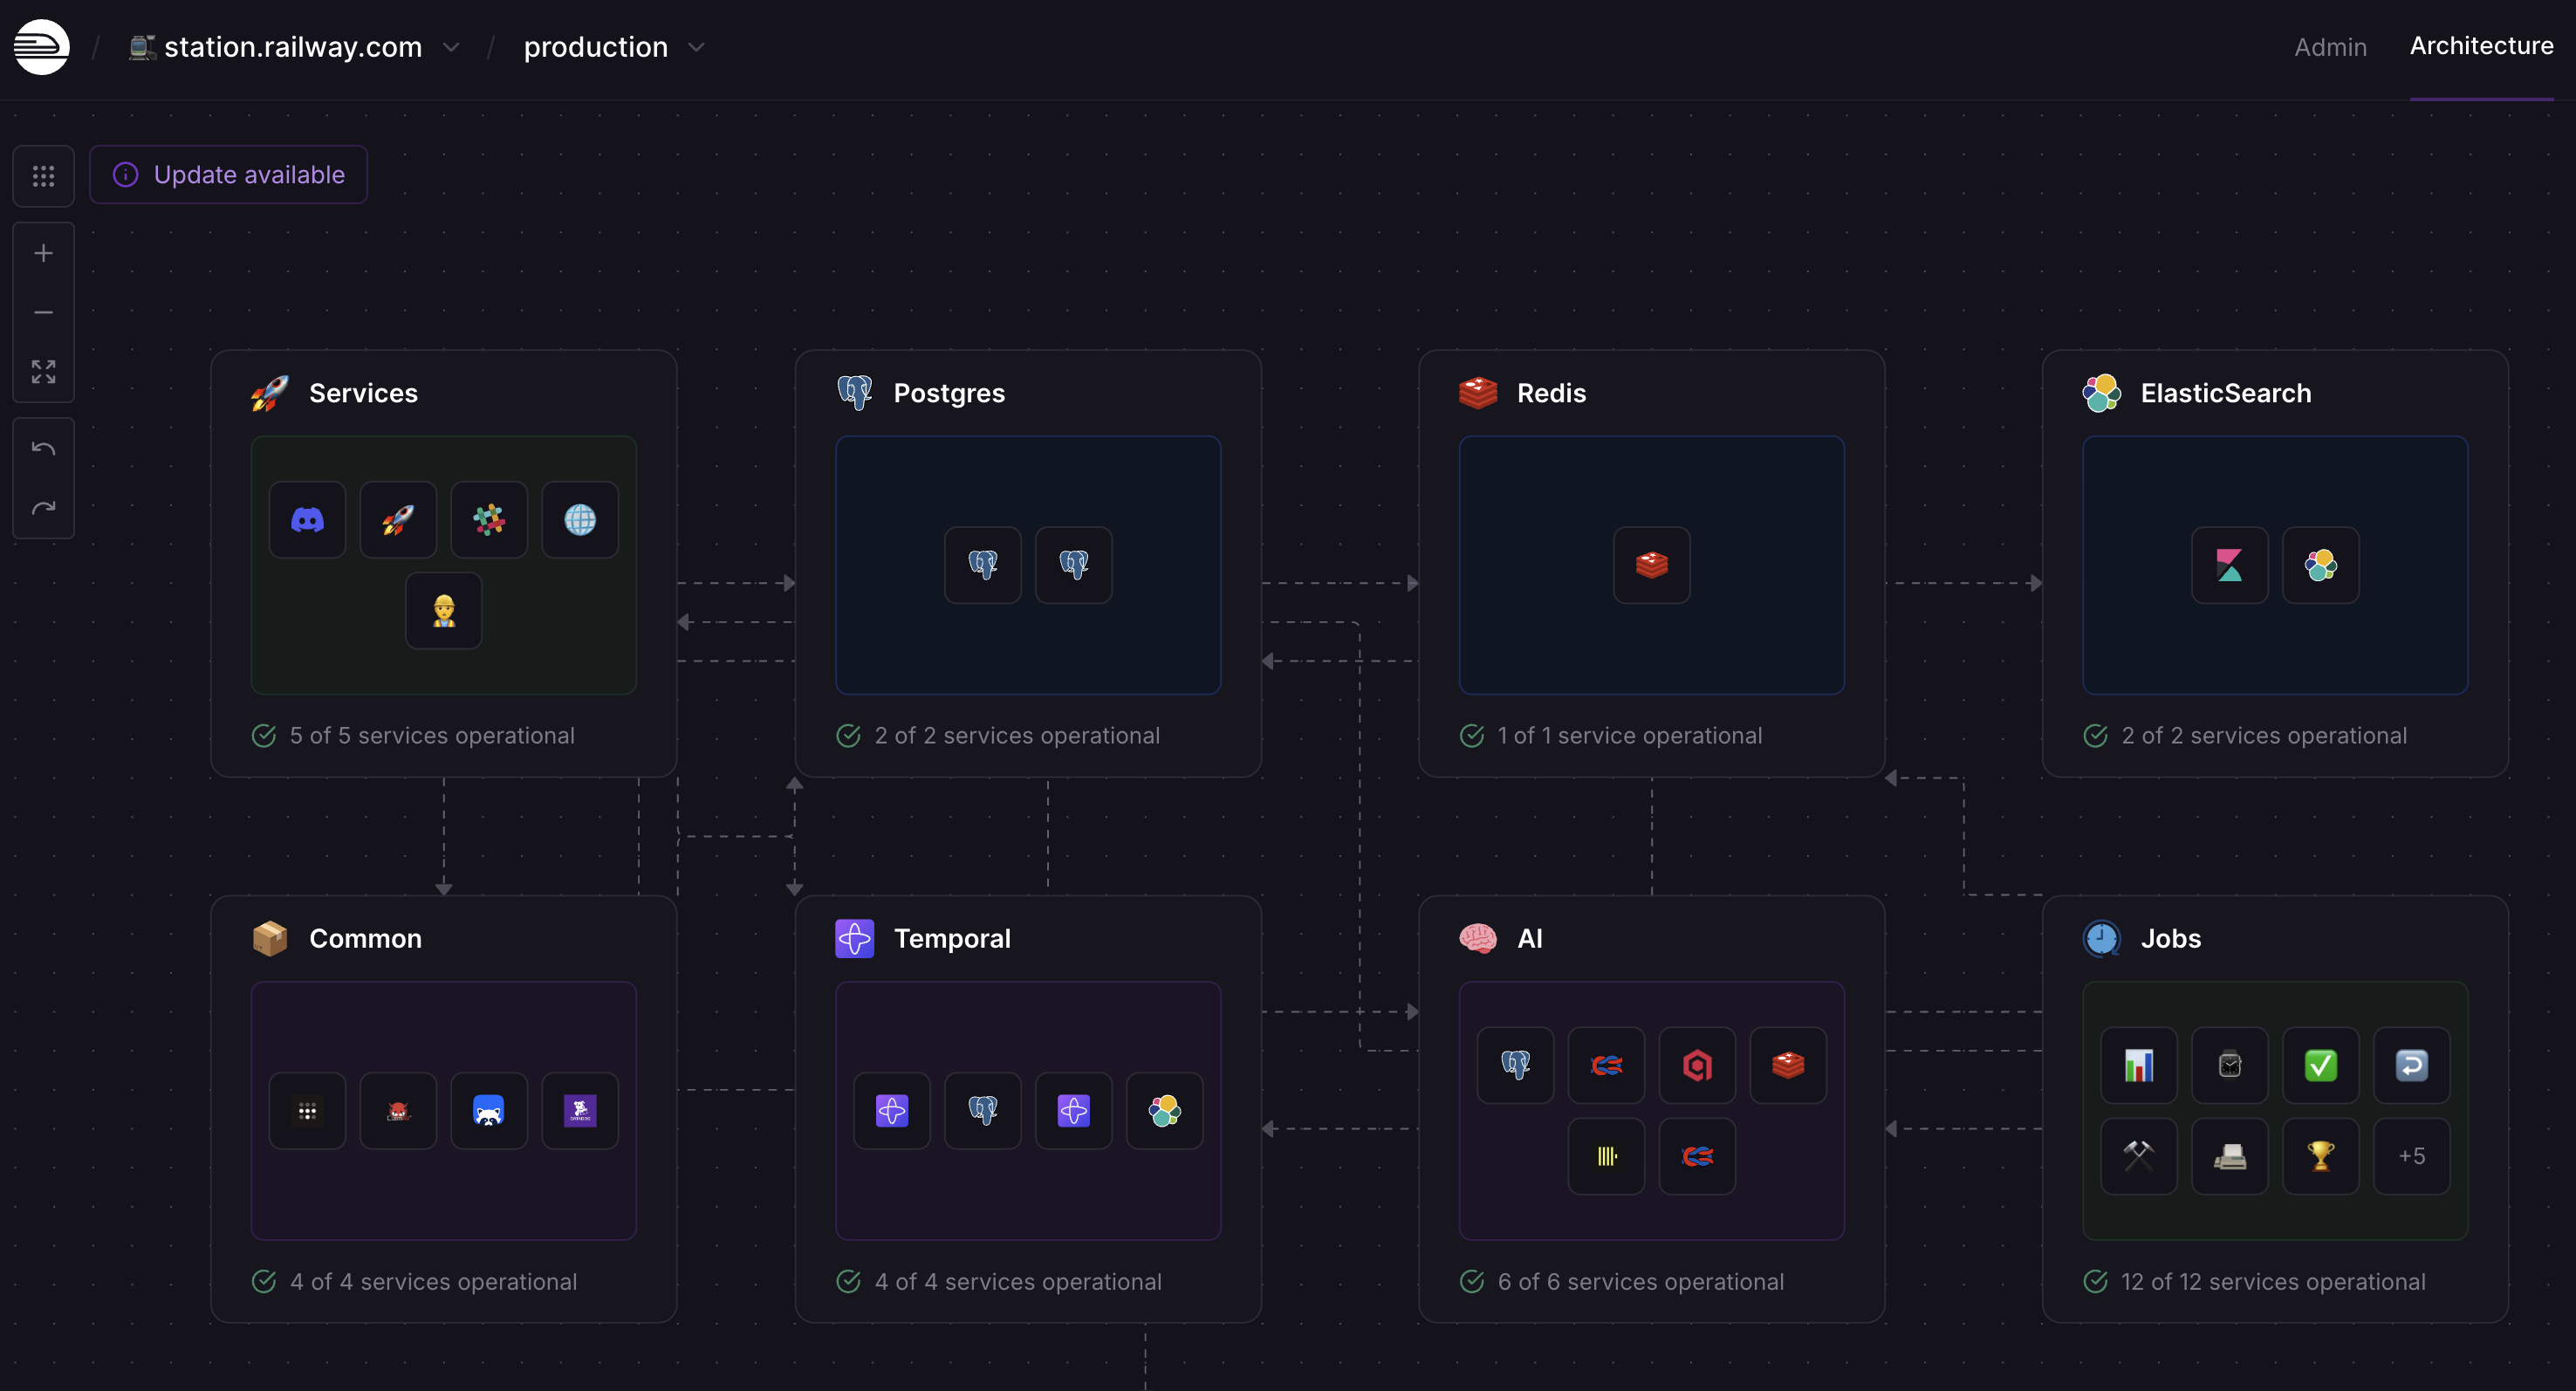 / station.railway.com / production
Admin Architecture
Update available
Services
5 of 5 services operational
Postgres
2 of 2 services operational
Redis
1 of 1 service operational
ElasticSearch
2 of 2 services operational
Common
4 of 4 services operational
Temporal
4 of 4 services operational
AI
6 of 6 services operational
Jobs
+5
12 of 12 services operational